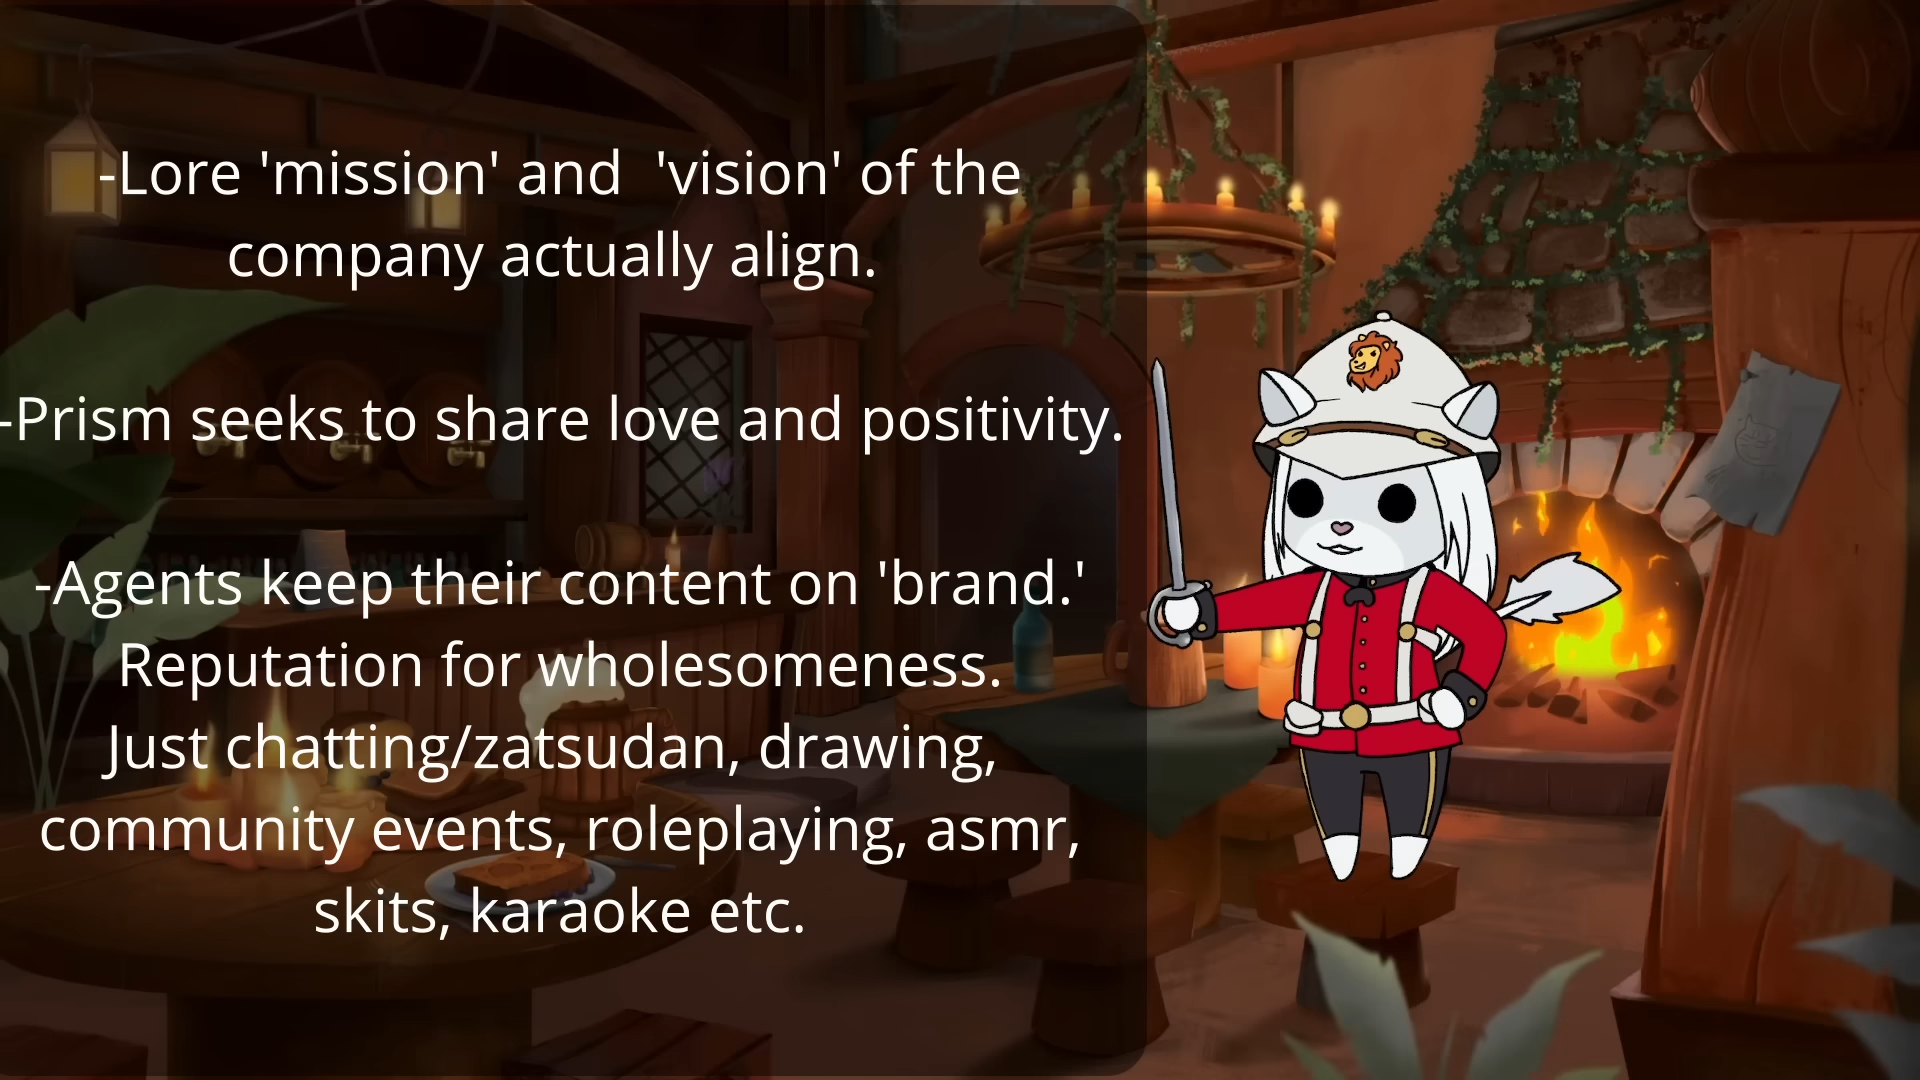 -Lore 'mission' and 'vision' of the
company actually align.
-Prism seeks to share love and positivity.
-Agents keep their content on 'brand.'
Reputation for wholesomeness.
Just chatting/zatsudan, drawing,
community events, roleplaying, asmr,
skits, karaoke etc.